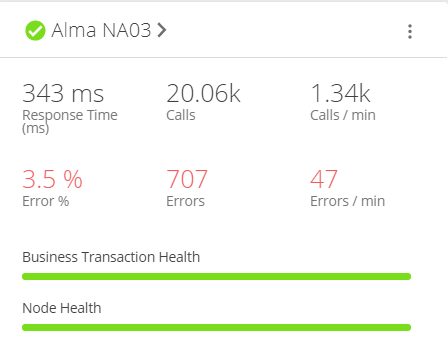 Alma NA03
343 ms 20.06k 1.34k
Response Time Calls Calls / min
(ms)
3.5 % 707 47
Error % Errors Errors / min
Business Transaction Health
Node Health